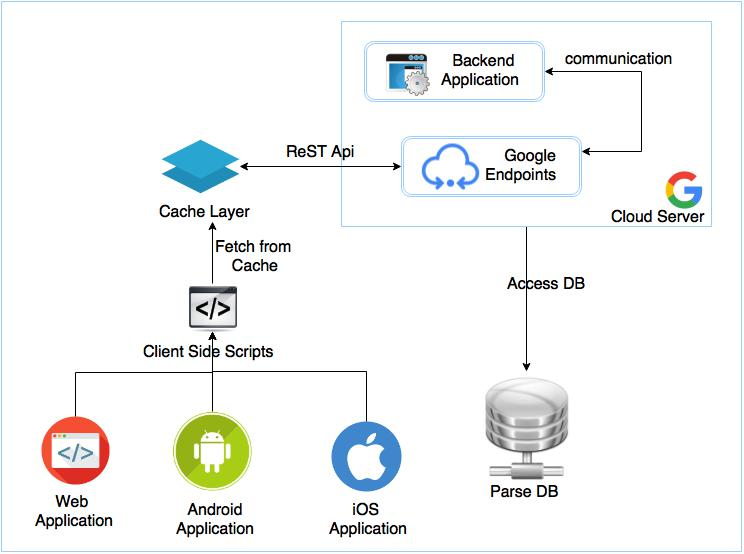 Backend
Application
communication
ReST Api
Google
Endpoints
Cache Layer
G
Cloud Server
Fetch from
Cache
Access DB
</>
Client Side Scripts
</>
Web
Application
Android
Application
iOS
Application
Parse DB